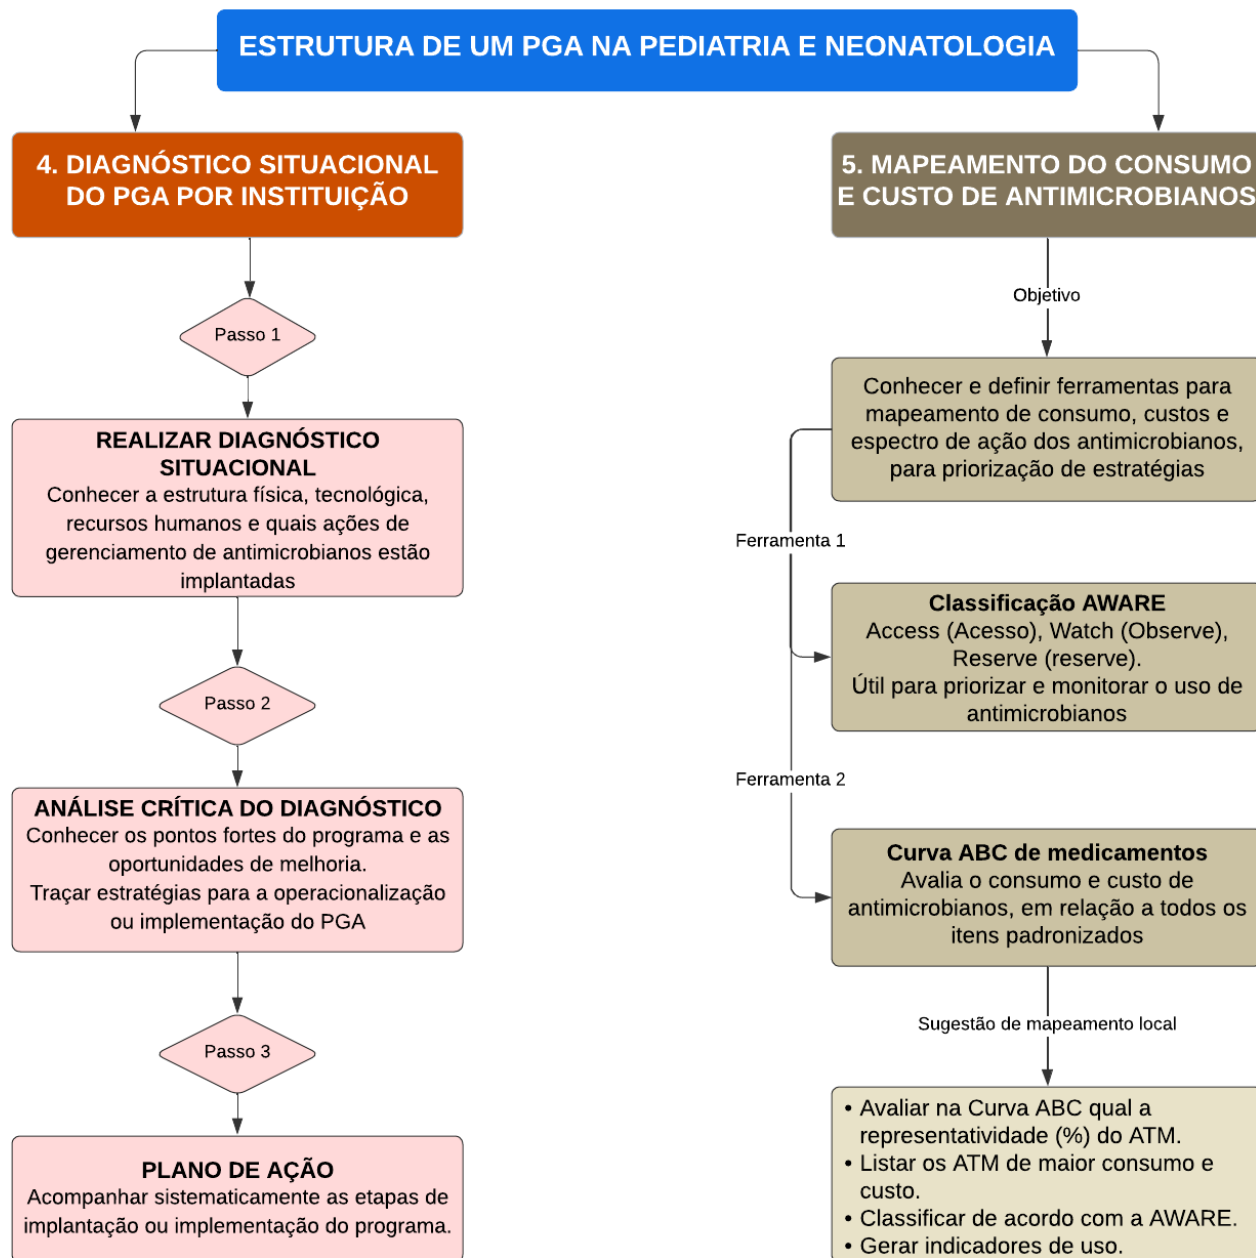 ESTRUTURA DE UM PGA NA PEDIATRIA E NEONATOLOGIA
4. DIAGNÓSTICO SITUACIONAL
DO PGA POR INSTITUIÇÃO
Passo 1
REALIZAR DIAGNÓSTICO
SITUACIONAL
Conhecer a estrutura física, tecnológica,
recursos humanos e quais ações de
gerenciamento de antimicrobianos estão
implantadas
Passo 2
ANÁLISE CRÍTICA DO DIAGNÓSTICO
Conhecer os pontos fortes do programa e as
oportunidades de melhoria.
Traçar estratégias para a operacionalização
ou implementação do PGA
Passo 3
PLANO DE AÇÃO
Acompanhar sistematicamente as etapas de
implantação ou implementação do programa.
5. MAPEAMENTO DO CONSUMO
E CUSTO DE ANTIMICROBIANOS
Objetivo
Conhecer e definir ferramentas para
mapeamento de consumo, custos e
espectro de ação dos antimicrobianos,
para priorização de estratégias
Ferramenta 1
Classificação AWARE
Access (Acesso), Watch (Observe),
Reserve (reserve).
Útil para priorizar e monitorar o uso de
antimicrobianos
Ferramenta 2
Curva ABC de medicamentos
Avalia o consumo e custo de
antimicrobianos, em relação a todos os
itens padronizados
Sugestão de mapeamento local
• Avaliar na Curva ABC qual a
representatividade (%) do ATM.
• Listar os ATM de maior consumo e
custo.
• Classificar de acordo com a AWARE.
• Gerar indicadores de uso.